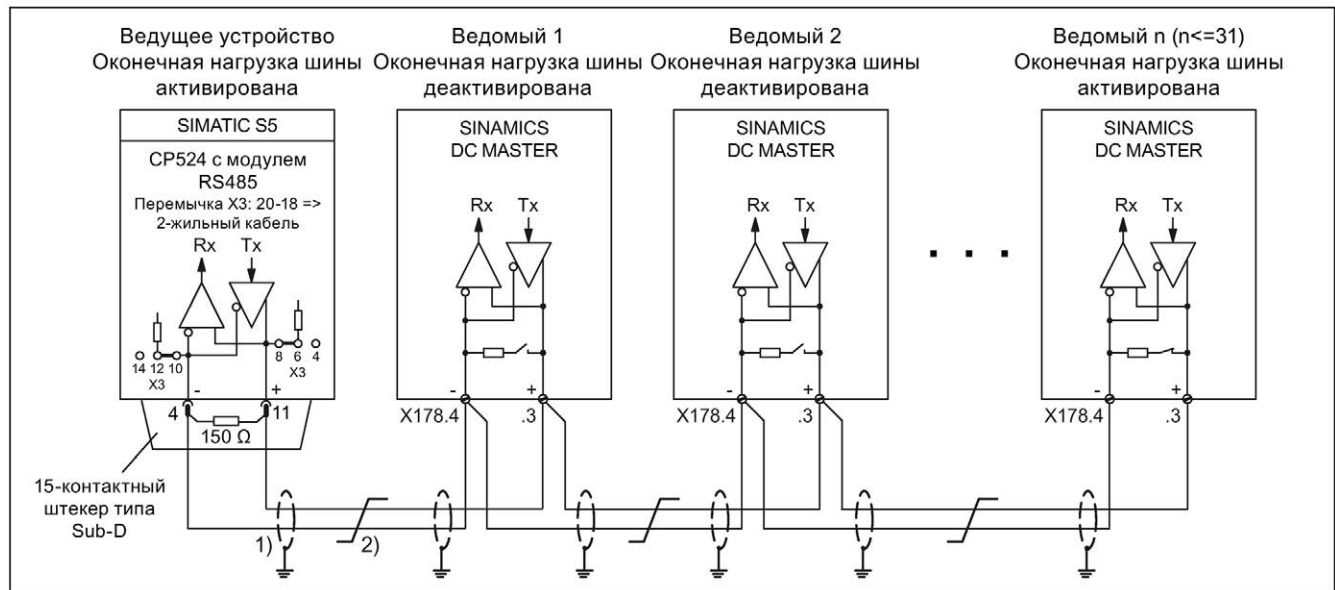 Ведущее устройство
Оконечная нагрузка шины
активирована
Ведомый 1
Оконечная нагрузка шины
деактивирована
Ведомый 2
Оконечная нагрузка шины
деактивирована
Ведомый n (n<=31)
Оконечная нагрузка шины
активирована
SIMATIC S5
CP524 с модулем
RS485
Перемычка X3: 20-18 =>
2-жильный кабель
Rx Tx
14 12 10
X3
8 6 4
X3
- +
4 11
150 Ω
15-контактный
штекер типа
Sub-D
SINAMICS
DC MASTER
Rx Tx
- +
X178.4 .3
SINAMICS
DC MASTER
Rx Tx
- +
X178.4 .3
SINAMICS
DC MASTER
Rx Tx
- +
X178.4 .3
1) 2)